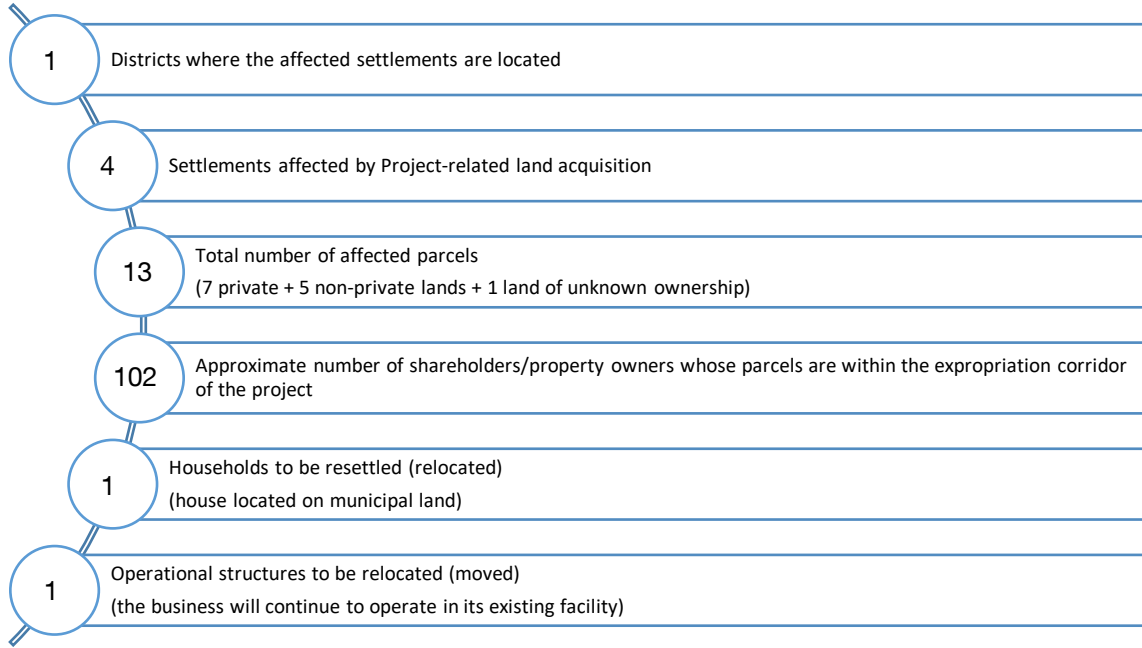 1
Districts where the affected settlements are located
4
Settlements affected by Project-related land acquisition
13
Total number of affected parcels
(7 private + 5 non-private lands + 1 land of unknown ownership)
102
Approximate number of shareholders/property owners whose parcels are within the expropriation corridor
of the project
1
Households to be resettled (relocated)
(house located on municipal land)
1
Operational structures to be relocated (moved)
(the business will continue to operate in its existing facility)